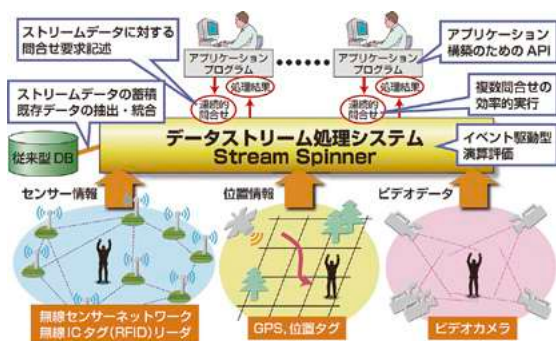 ストリームデータに対する
問合せ要求記述
アプリケーション
プログラム
アプリケーション
プログラム
アプリケーション
構築のための API
連続的
問合せ
処理結果
連続的
問合せ
処理結果
複数問合せの
効率的実行
ストリームデータの蓄積
既存データの抽出・統合
従来型 DB
データストリーム処理システム
Stream Spinner
イベント駆動型
演算評価
センサー情報
位置情報
ビデオデータ
無線センサーネットワーク
無線 IC タグ(RFID)リーダ
GPS, 位置タグ
ビデオカメラ